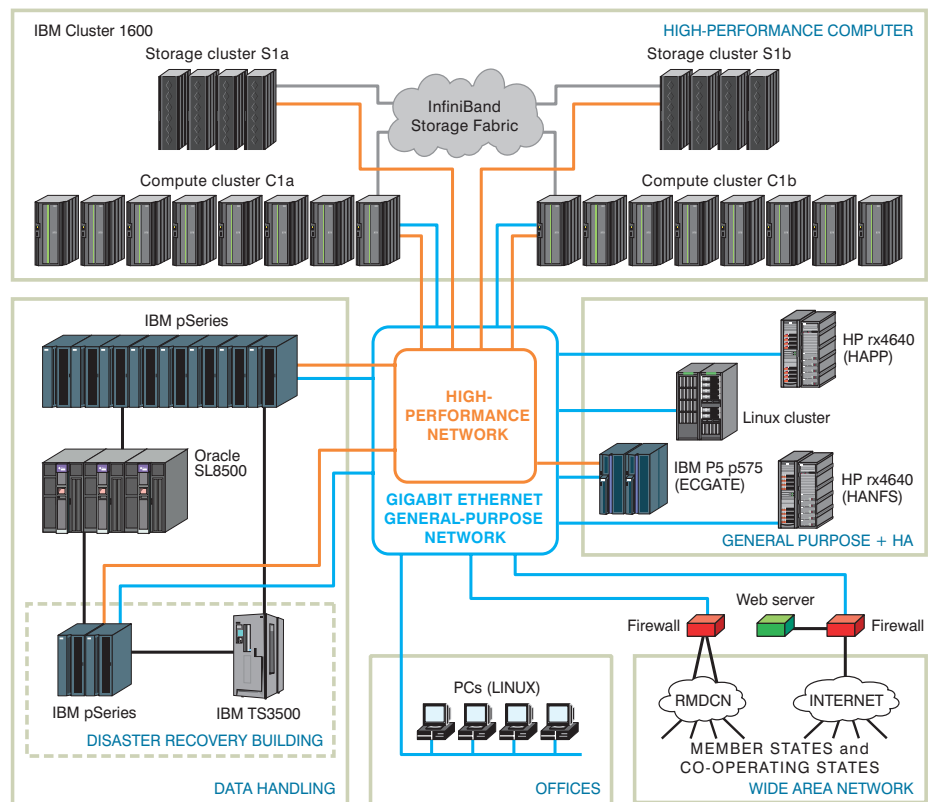 IBM Cluster 1600
HIGH-PERFORMANCE COMPUTER
Storage cluster S1a
Storage cluster S1b
InfiniBand
Storage Fabric
Compute cluster C1a
Compute cluster C1b
IBM pSeries
Oracle
SL8500
IBM pSeries
IBM TS3500
DISASTER RECOVERY BUILDING
DATA HANDLING
HIGH-
PERFORMANCE
NETWORK
GIGABIT ETHERNET
GENERAL-PURPOSE
NETWORK
HP rx4640
(HAPP)
Linux cluster
IBM P5 p575
(ECGATE)
HP rx4640
(HANFS)
GENERAL PURPOSE + HA
PCs (LINUX)
OFFICES
Firewall
Web server
Firewall
RMDCN
INTERNET
MEMBER STATES and
CO-OPERATING STATES
WIDE AREA NETWORK